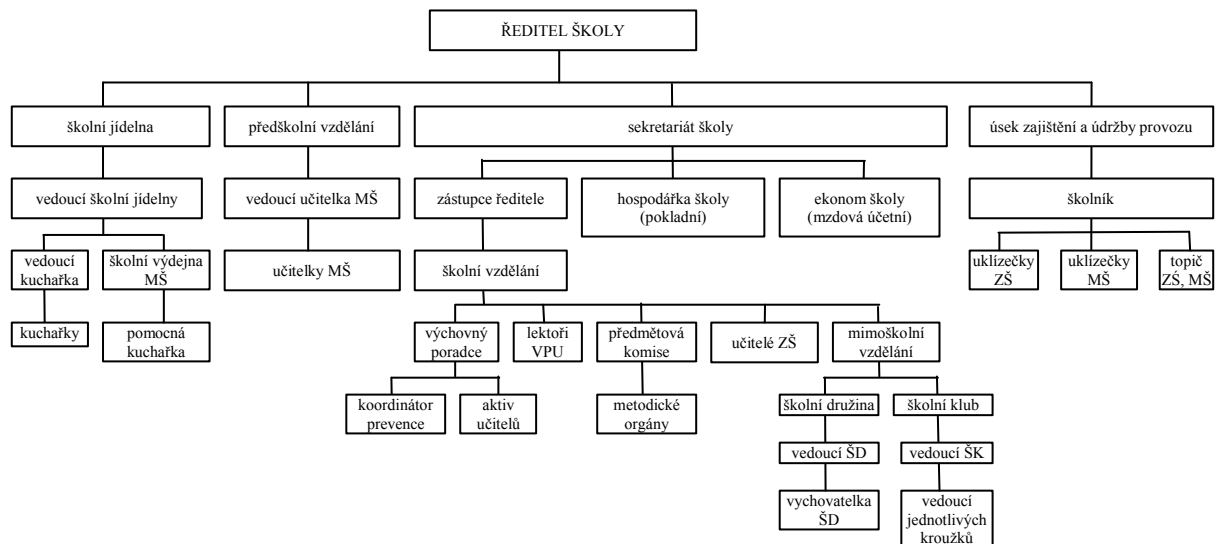 ŘEDITEL ŠKOLY
školní jídelna
předškolní vzdělání
sekretariát školy
úsek zajištění a údržby provozu
vedoucí školní jídelny
vedoucí učitelka MŠ
zástupce ředitele
hospodářka školy
(pokladní)
ekonom školy
(mzdová účetní)
školník
vedoucí
kuchařka
školní výdejna
MŠ
učitelky MŠ
školní vzdělání
uklízečky
ZŠ
uklízečky
MŠ
topič
ZŚ, MŠ
kuchařky
pomocná
kuchařka
výchovný
poradce
lektoři
VPU
předmětová
komise
učitelé ZŠ
mimoškolní
vzdělání
koordinátor
prevence
aktiv
učitelů
metodické
orgány
školní družina
školní klub
vedoucí ŠD
vedoucí ŠK
vychovatelka
ŠD
vedoucí
jednotlivých
kroužků